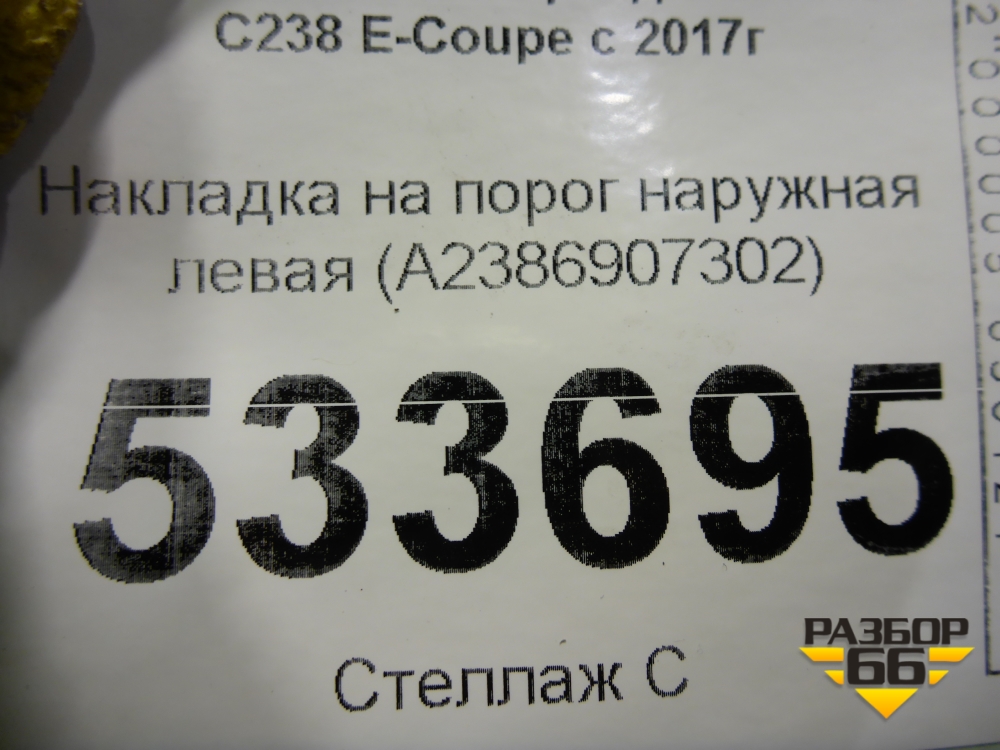 C238 E-Coupe с 2017г
Накладка на порог наружная
левая (A2386907302)
533695
Стеллаж C
РАЗБОР
66